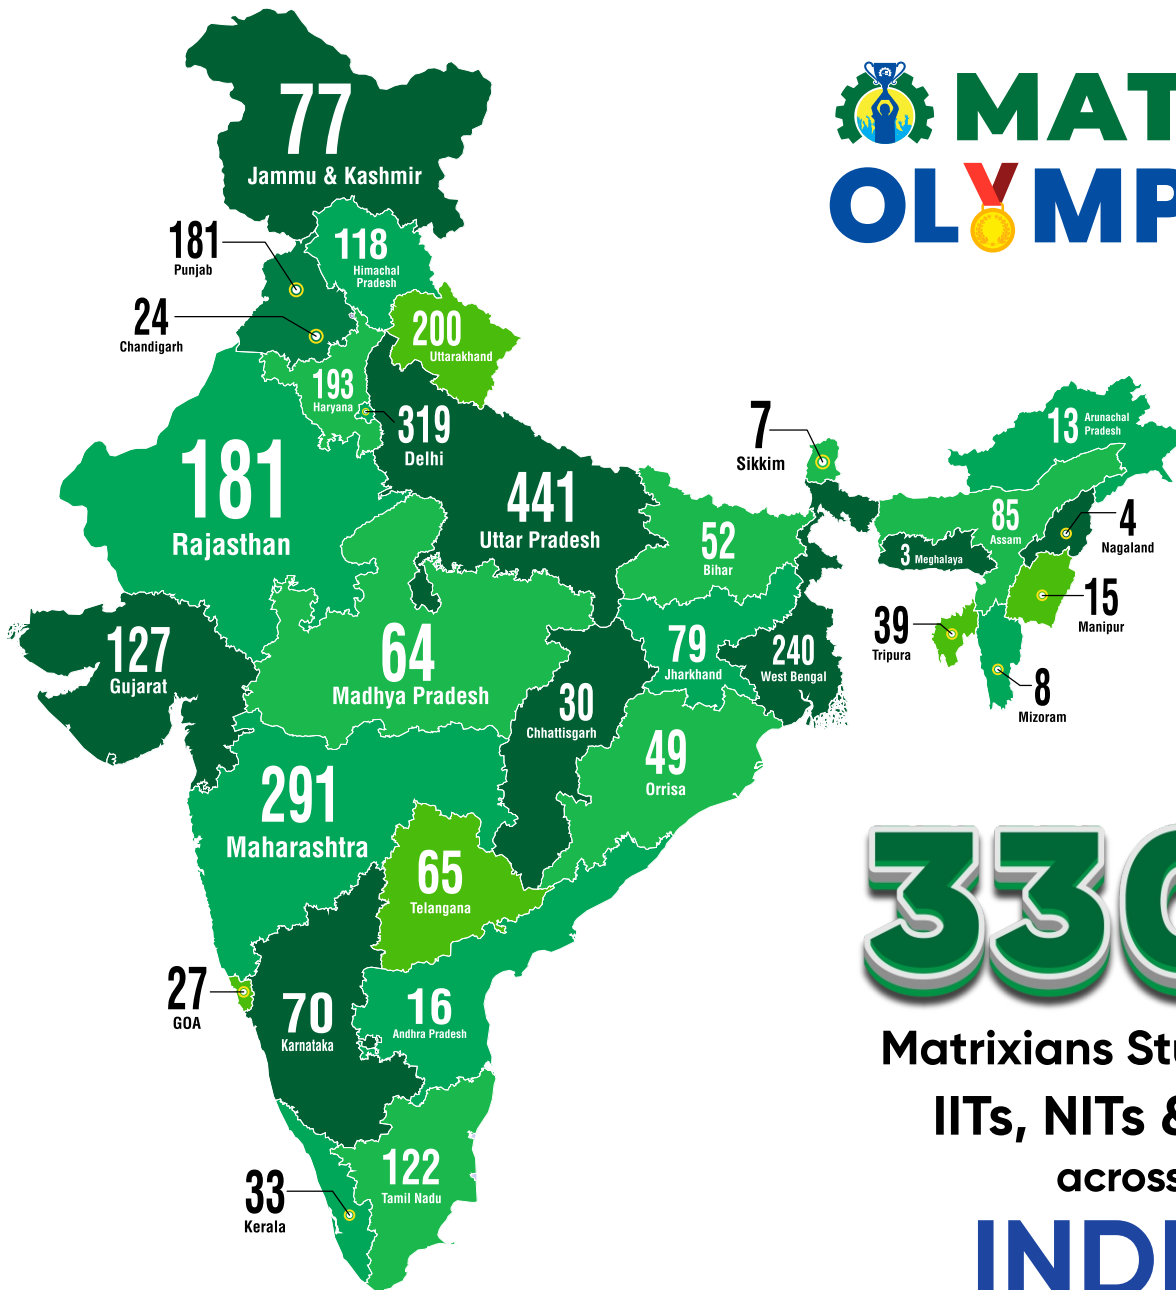 MAT
OLYMP
77
Jammu & Kashmir
181
Punjab
118
Himachal
Pradesh
24
Chandigarh
200
Uttarakhand
193
Haryana
319
Delhi
181
Rajasthan
441
Uttar Pradesh
7
Sikkim
13
Arunachal
Pradesh
52
Bihar
85
Assam
4
Nagaland
3 Meghalaya
15
Manipur
39
Tripura
8
Mizoram
127
Gujarat
64
Madhya Pradesh
79
Jharkhand
240
West Bengal
30
Chhattisgarh
49
Orrisa
291
Maharashtra
65
Telangana
27
GOA
70
Karnataka
16
Andhra Pradesh
122
Tamil Nadu
33
Kerala
330
Matrixians Stu
IITs, NITs &
across
INDI